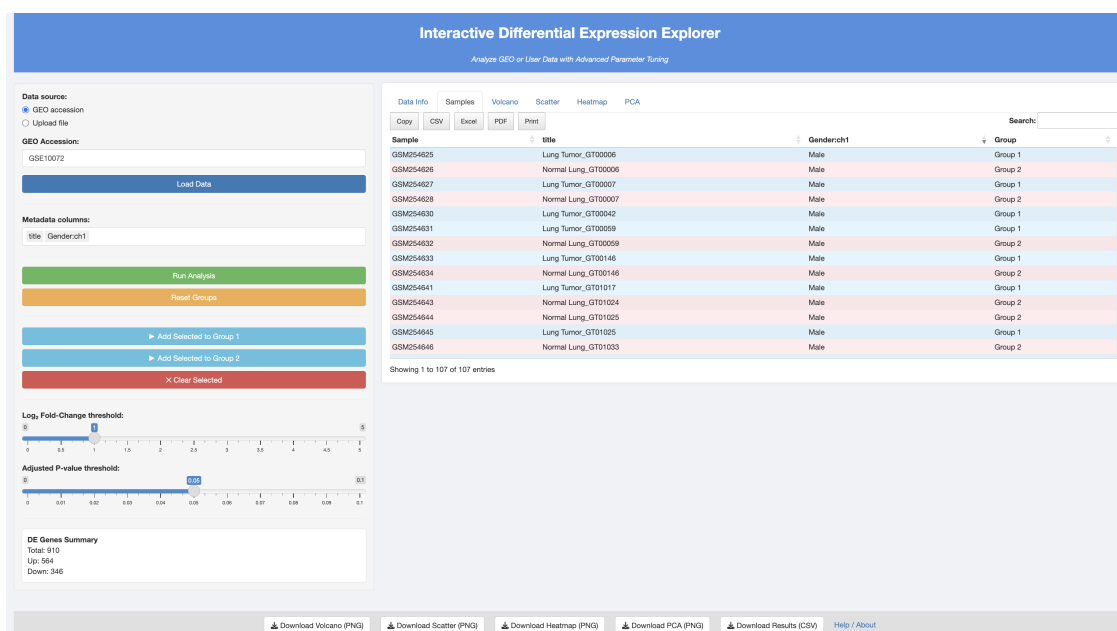 Interactive Differential Expression Explorer
Analyze GEO or User Data with Advanced Parameter Tuning
Data source:
GEO accession
Upload file
GEO Accession:
GSE10072
Load Data
Metadata columns:
title Gender:ch1
Run Analysis
Reset Groups
► Add Selected to Group 1
► Add Selected to Group 2
✕ Clear Selected
Log₂ Fold-Change threshold:
0 1 5
0 0.5 1 1.5 2 2.5 3 3.5 4 4.5 5
Adjusted P-value threshold:
0 0.05 0.1
0 0.01 0.02 0.03 0.04 0.05 0.06 0.07 0.08 0.09 0.1
DE Genes Summary
Total: 910
Up: 564
Down: 346
Data Info Samples Volcano Scatter Heatmap PCA
Copy CSV Excel PDF Print Search:
Sample title Gender:ch1 Group
GSM254625 Lung Tumor_GT00006 Male Group 1
GSM254626 Normal Lung_GT00006 Male Group 2
GSM254627 Lung Tumor_GT00007 Male Group 1
GSM254628 Normal Lung_GT00007 Male Group 2
GSM254630 Lung Tumor_GT00042 Male Group 1
GSM254631 Lung Tumor_GT00059 Male Group 1
GSM254632 Normal Lung_GT00059 Male Group 2
GSM254633 Lung Tumor_GT00146 Male Group 1
GSM254634 Normal Lung_GT00146 Male Group 2
GSM254641 Lung Tumor_GT01017 Male Group 1
GSM254643 Normal Lung_GT01024 Male Group 2
GSM254644 Normal Lung_GT01025 Male Group 2
GSM254645 Lung Tumor_GT01025 Male Group 1
GSM254646 Normal Lung_GT01033 Male Group 2
Showing 1 to 107 of 107 entries
Download Volcano (PNG) Download Scatter (PNG) Download Heatmap (PNG) Download PCA (PNG) Download Results (CSV) Help / About